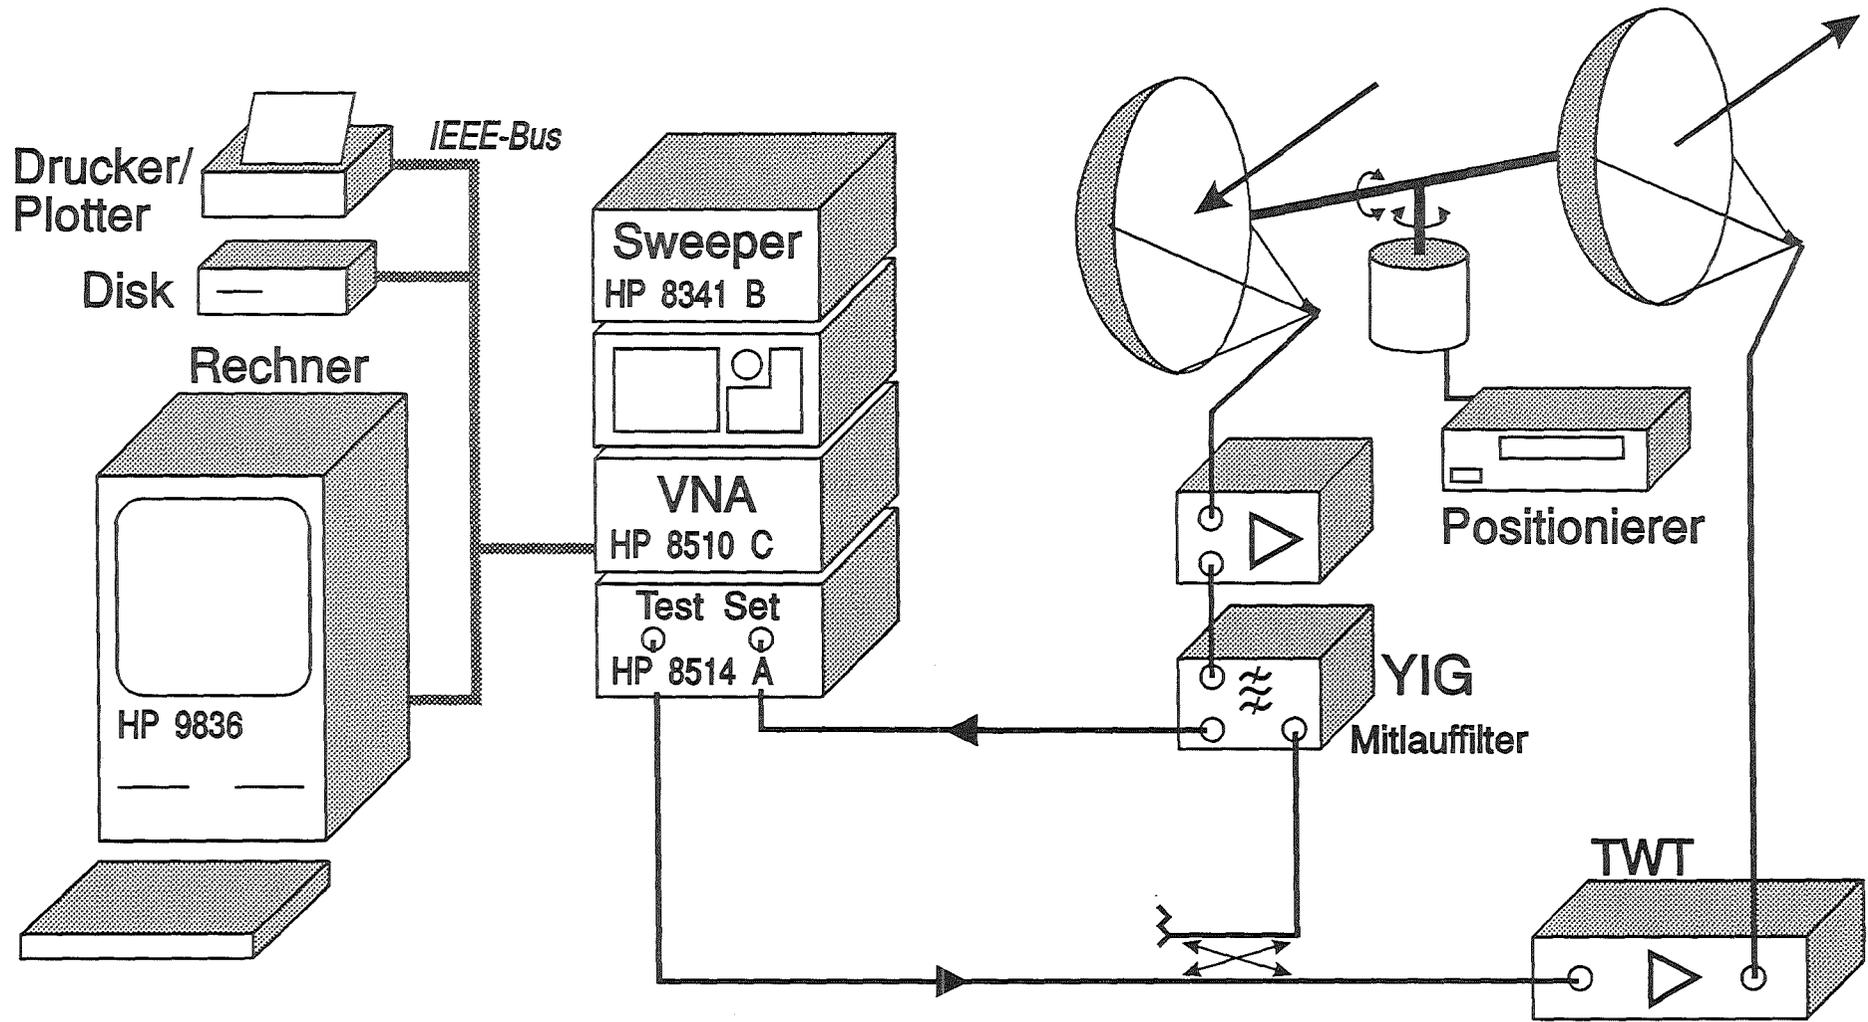 IEEE-Bus
Drucker/
Plotter
Disk
Rechner
HP 9836
Sweeper
HP 8341 B
VNA
HP 8510 C
Test Set
HP 8514 A
Positionierer
YIG
Mitlauffilter
TWT